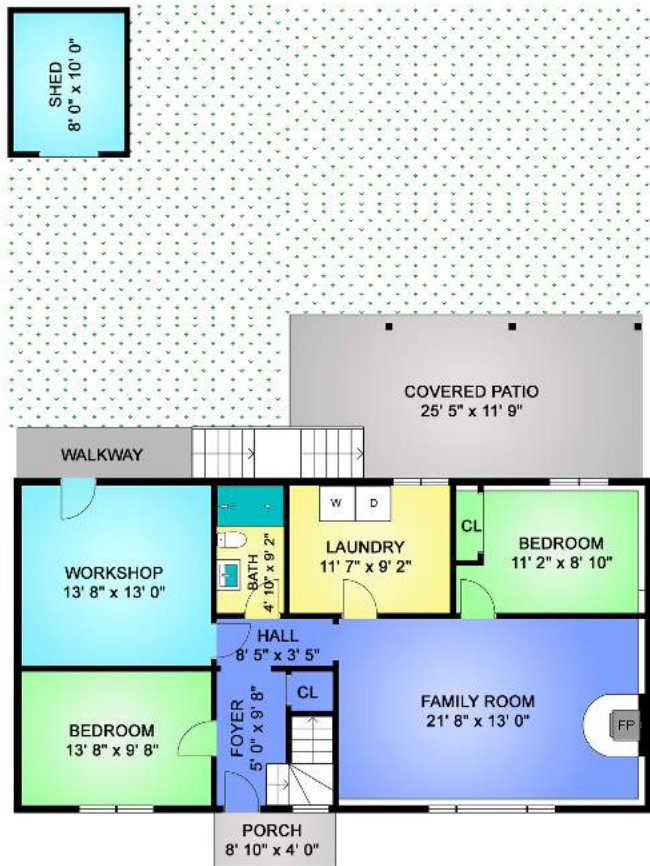 SHED
8' 0" x 10' 0"
COVERED PATIO
25' 5" x 11' 9"
WALKWAY
W
D
CL
WORKSHOP
13' 8" x 13' 0"
BATH
4' 10" x 9' 2"
LAUNDRY
11' 7" x 9' 2"
BEDROOM
11' 2" x 8' 10"
HALL
8' 5" x 3' 5"
BEDROOM
13' 8" x 9' 8"
FOYER
5' 0" x 9' 8"
CL
FAMILY ROOM
21' 8" x 13' 0"
FP
PORCH
8' 10" x 4' 0"